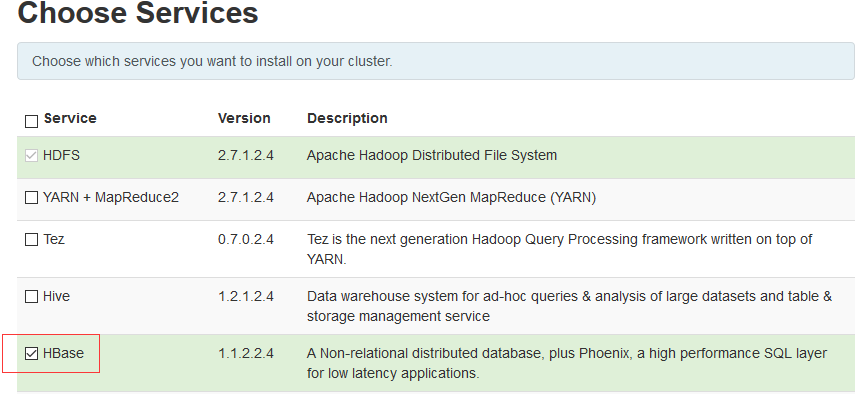 Choose Services
Choose which services you want to install on your cluster.
Service Version Description
HDFS 2.7.1.2.4 Apache Hadoop Distributed File System
YARN + MapReduce2 2.7.1.2.4 Apache Hadoop NextGen MapReduce (YARN)
Tez 0.7.0.2.4 Tez is the next generation Hadoop Query Processing framework written on top of
YARN.
Hive 1.2.1.2.4 Data warehouse system for ad-hoc queries & analysis of large datasets and table &
storage management service
HBase 1.1.2.2.4 A Non-relational distributed database, plus Phoenix, a high performance SQL layer
for low latency applications.